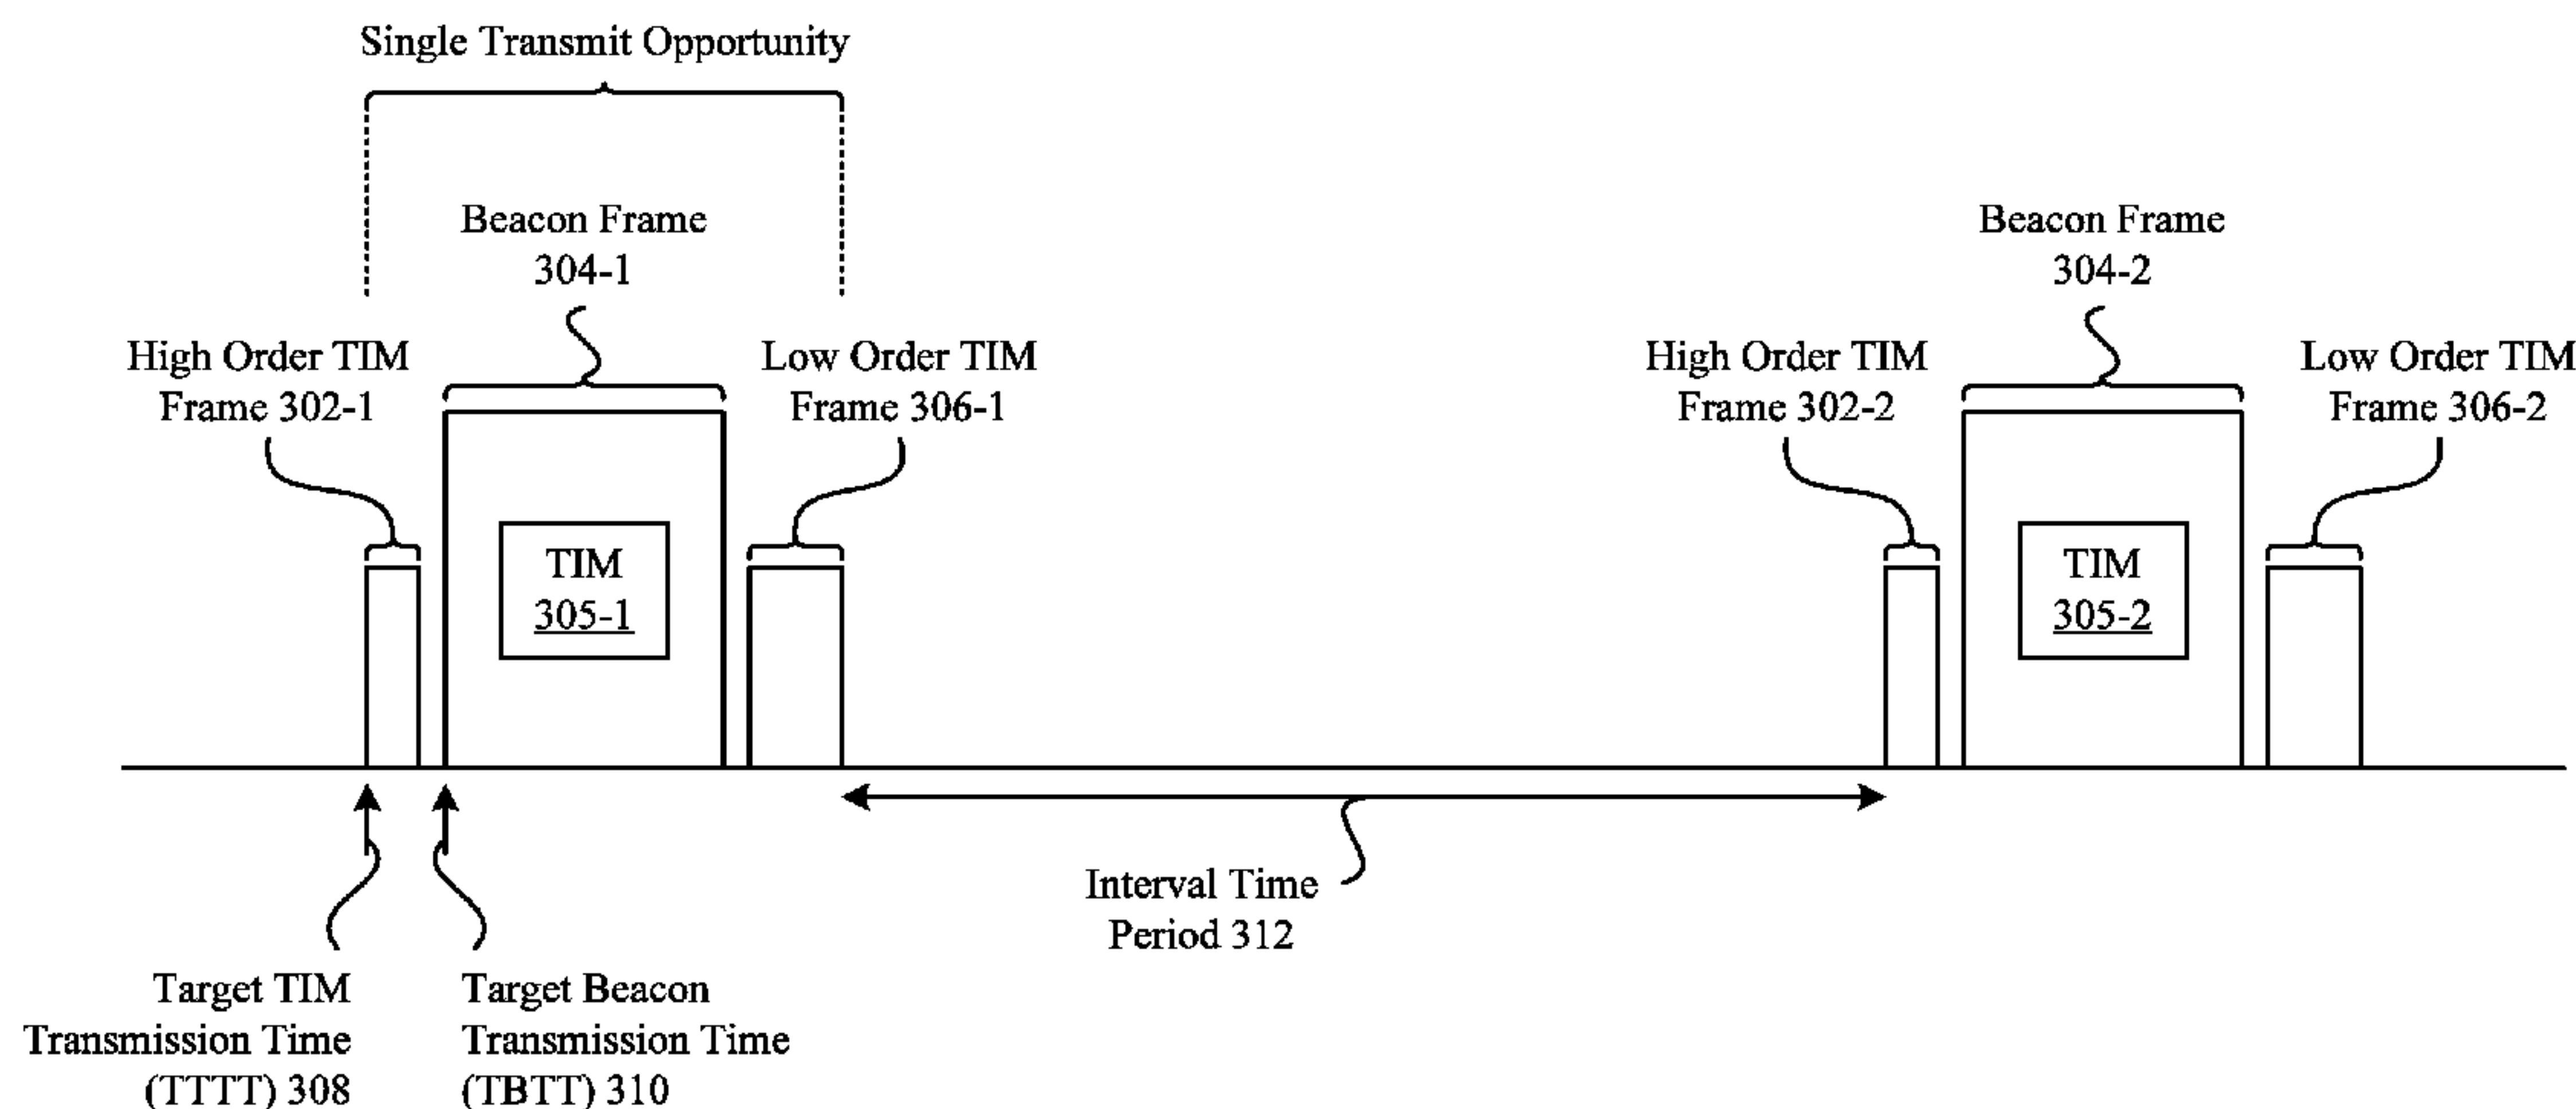 Single Transmit Opportunity
Beacon Frame
304-1
High Order TIM
Frame 302-1
Low Order TIM
Frame 306-1
TIM
305-1
Beacon Frame
304-2
High Order TIM
Frame 302-2
Low Order TIM
Frame 306-2
TIM
305-2
Interval Time
Period 312
Target TIM
Transmission Time
(TTTT) 308
Target Beacon
Transmission Time
(TBTT) 310